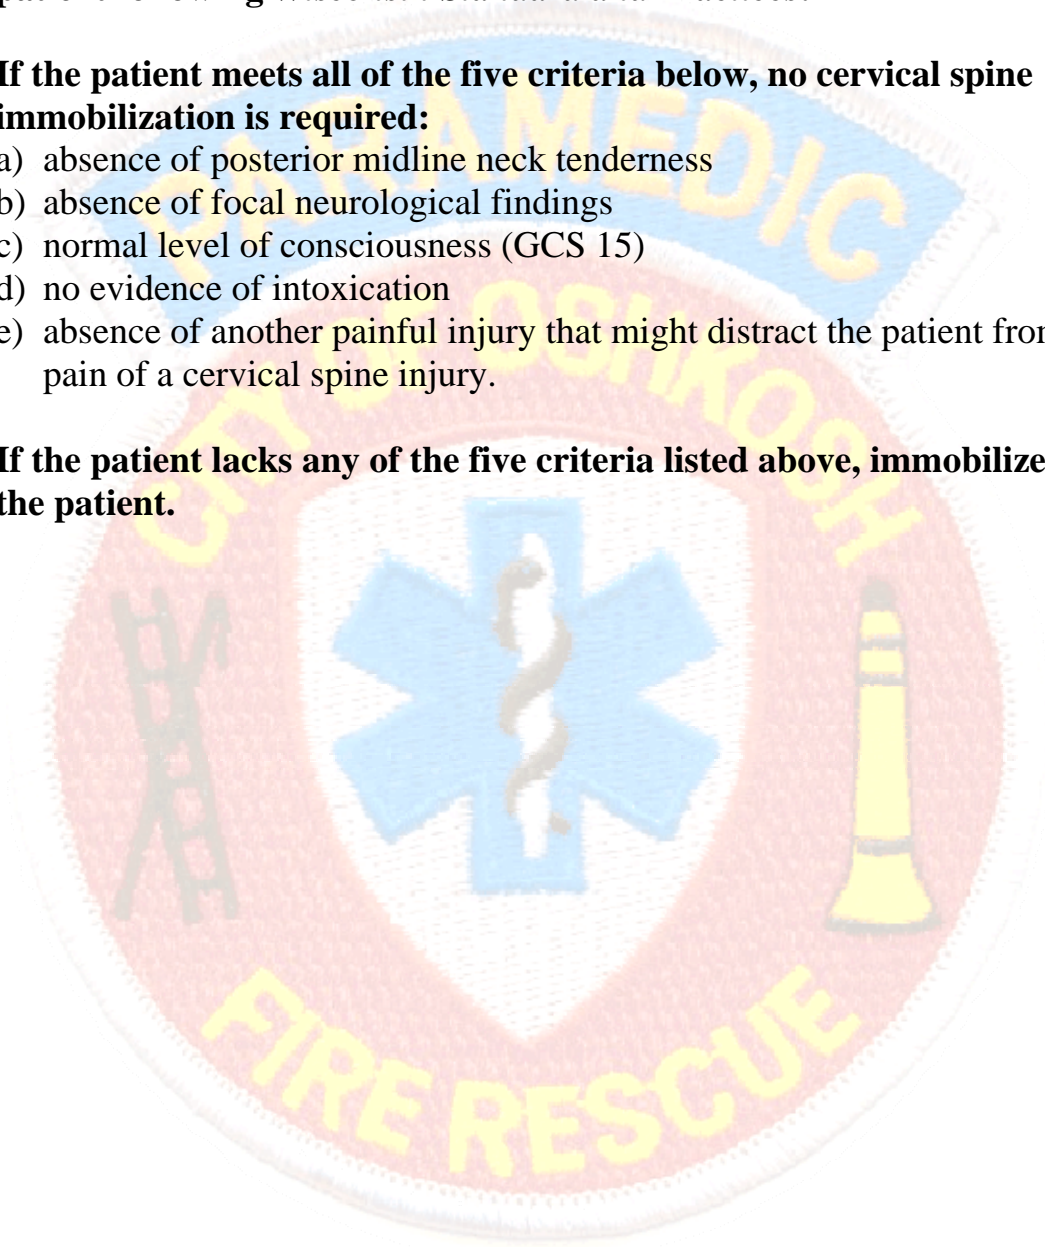 If the patient meets all of the five criteria below, no cervical spine
immobilization is required:
a) absence of posterior midline neck tenderness
b) absence of focal neurological findings
c) normal level of consciousness (GCS 15)
d) no evidence of intoxication
e) absence of another painful injury that might distract the patient
pain of a cervical spine injury.
If the patient lacks any of the five criteria listed above, immobilize
the patient.
PARAMEDIC
CITY OF OSHKOSH
FIRE RESCUE